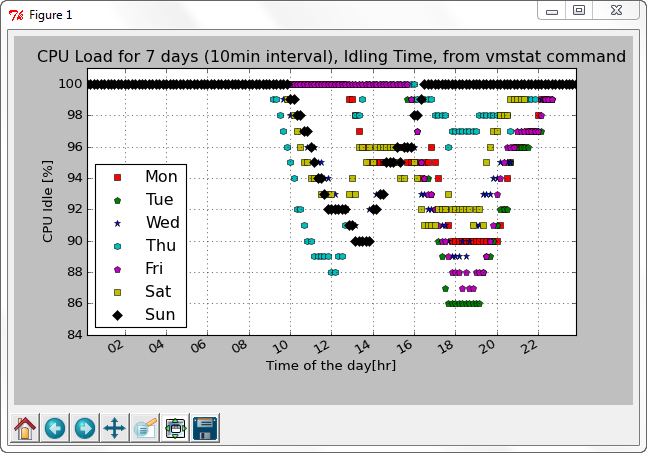 Figure 1
CPU Load for 7 days (10min interval), Idling Time, from vmstat command
100
98
96
94
92
90
88
86
84
CPU Idle [%]
Mon
Tue
Wed
Thu
Fri
Sat
Sun
02 04 06 08 10 12 14 16 18 20 22
Time of the day[hr]